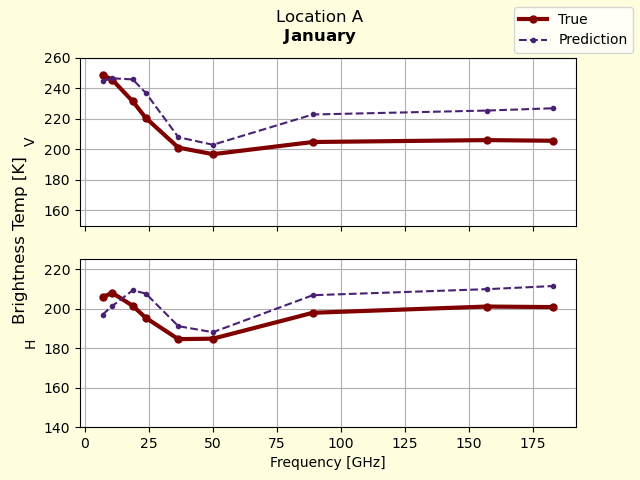 Location A
January
True
Prediction
Brightness Temp [K]
V
260
240
220
200
180
160
H
220
200
180
160
140
0
25
50
75
100
125
150
175
Frequency [GHz]